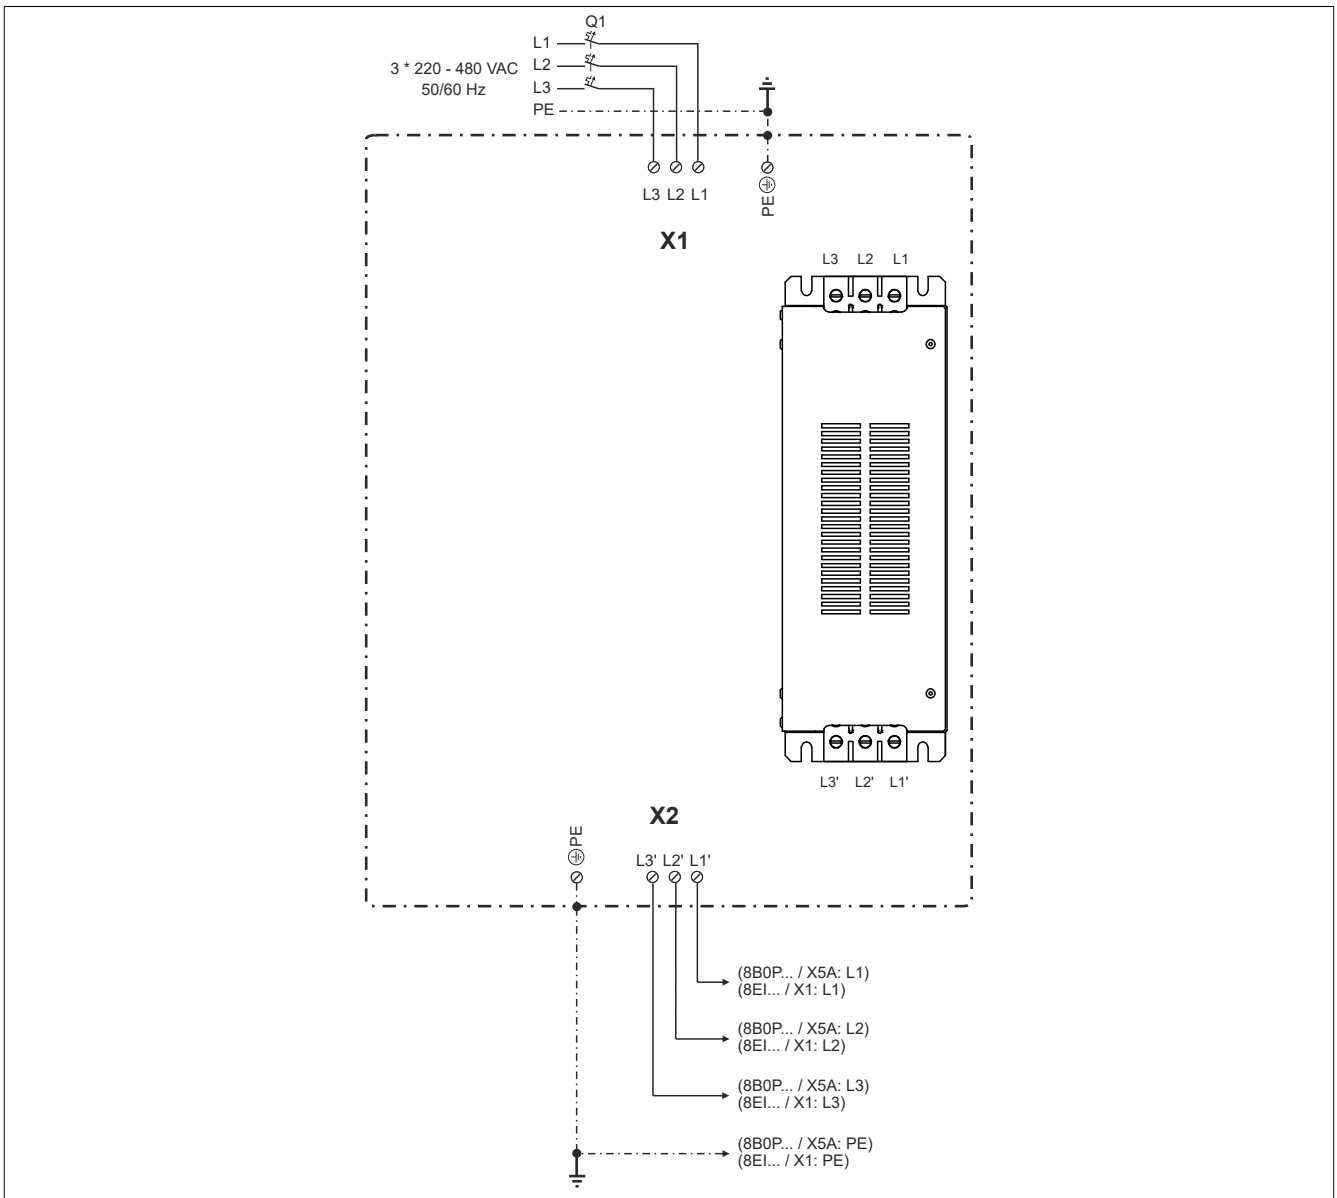 Q1
L1
3 * 220 - 480 VAC
L2
50/60 Hz
L3
PE
L3 L2 L1
PE
X1
L3 L2 L1
L3' L2' L1'
X2
PE
L3' L2' L1'
(8B0P... / X5A: L1)
(8EI... / X1: L1)
(8B0P... / X5A: L2)
(8EI... / X1: L2)
(8B0P... / X5A: L3)
(8EI... / X1: L3)
(8B0P... / X5A: PE)
(8EI... / X1: PE)